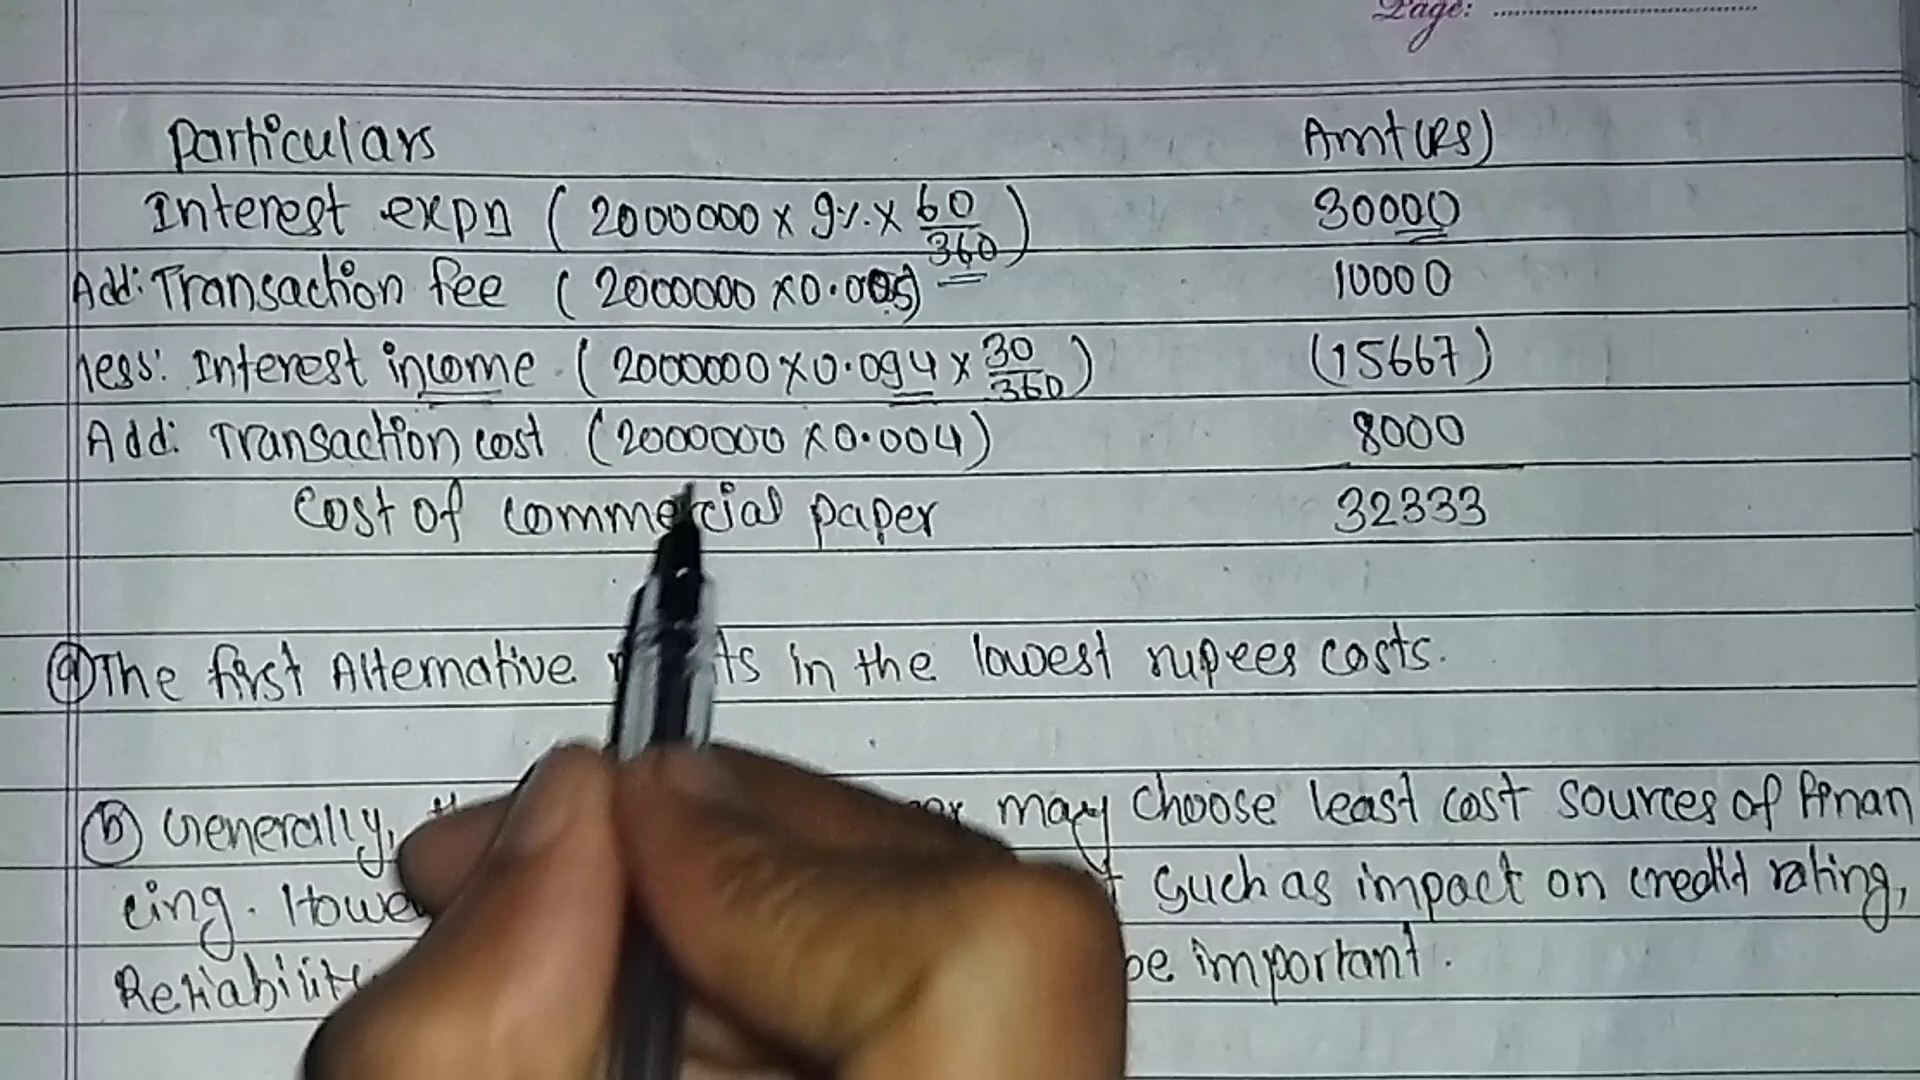 Page:
Particulars Amt(RS)
Interest expn ( 2000000 x 9% x 60/360 ) 30000
Add: Transaction fee ( 2000000 x 0.005) 10000
less: Interest income ( 2000000 x 0.094 x 30/360 ) (15667)
Add: Transaction cost (2000000 x 0.004) 8000
Cost of commercial paper 32333
ⓐ The first Alternative in the lowest rupees costs.
ⓑ Generally, may choose least cost sources of finan
cing. such as impact on credit rating,
be important.